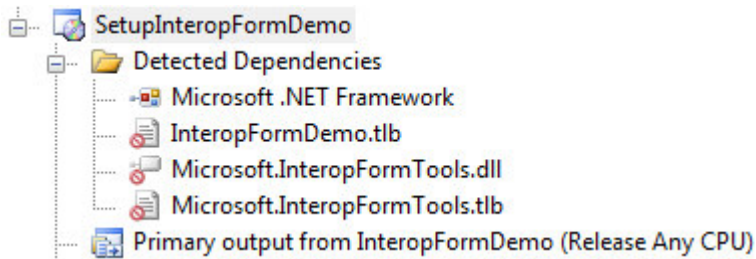 SetupInteropFormDemo
Detected Dependencies
Microsoft .NET Framework
InteropFormDemo.tlb
Microsoft.InteropFormTools.dll
Microsoft.InteropFormTools.tlb
Primary output from InteropFormDemo (Release Any CPU)